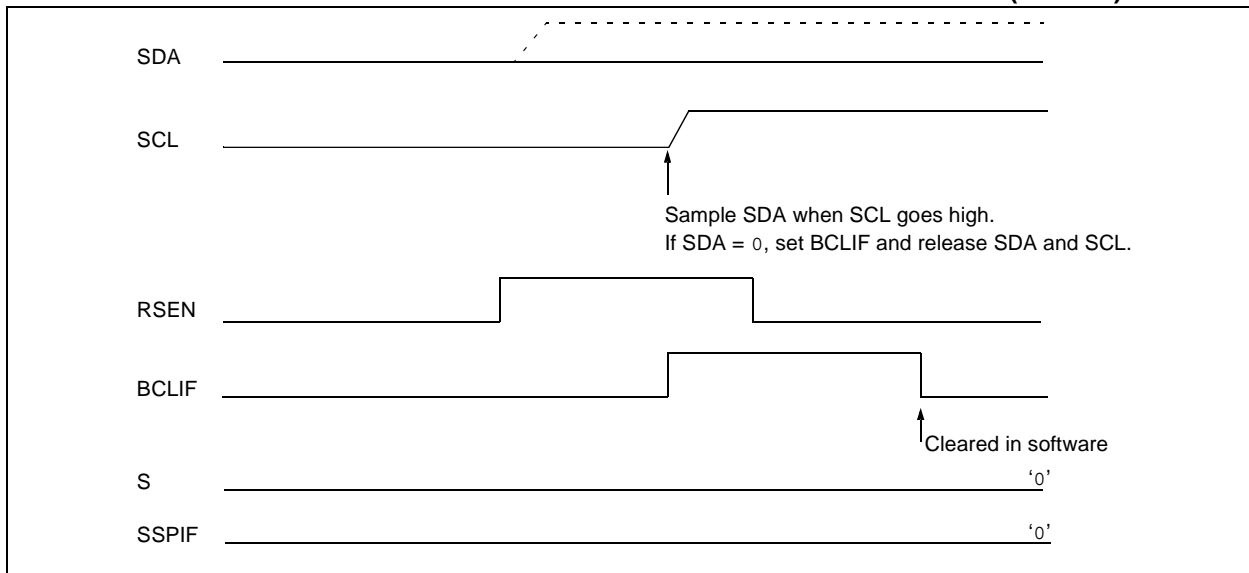 SDA
SCL
Sample SDA when SCL goes high.
If SDA = 0, set BCLIF and release SDA and SCL.
RSEN
BCLIF
Cleared in software
S
‘0’
SSPIF
‘0’